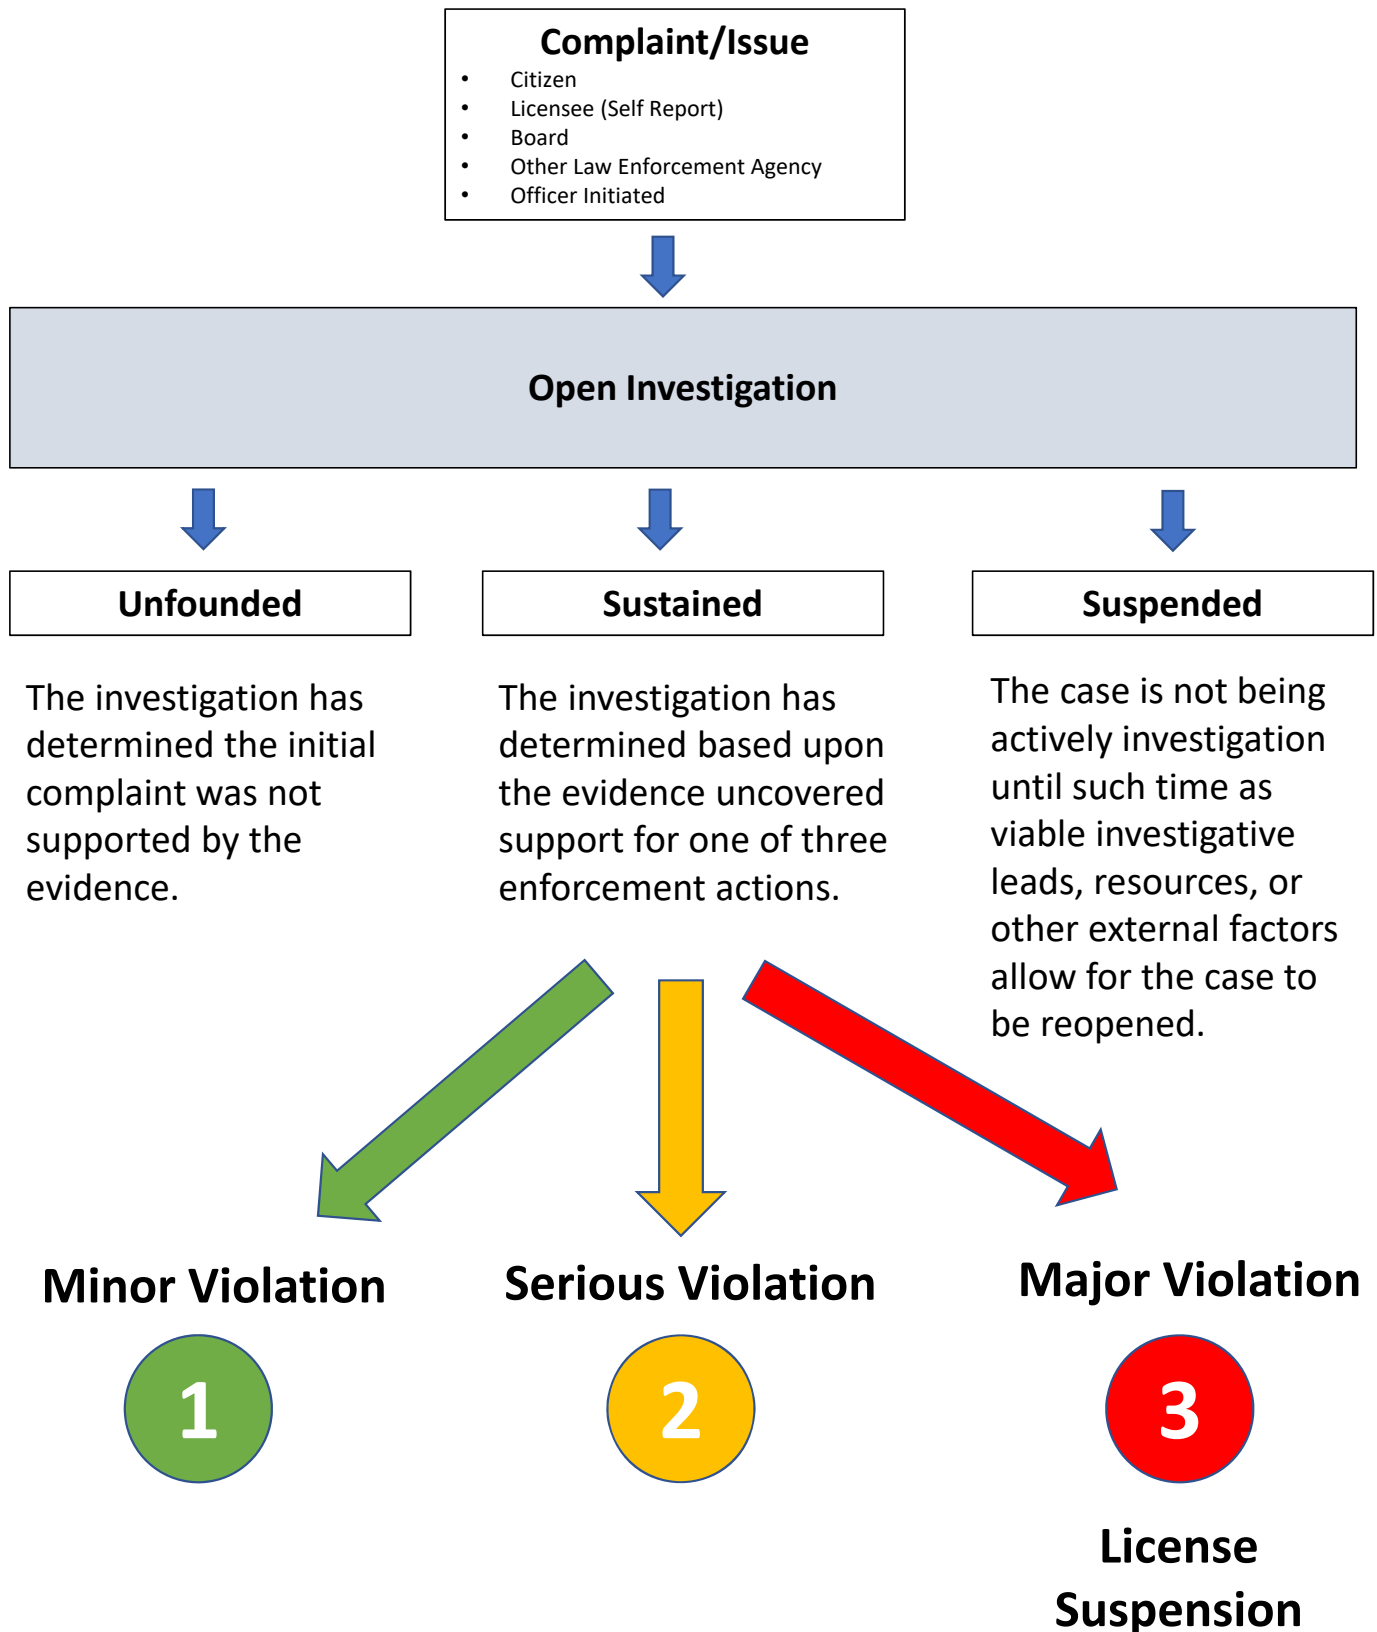 Complaint/Issue
• Citizen
• Licensee (Self Report)
• Board
• Other Law Enforcement Agency
• Officer Initiated
Open Investigation
Unfounded
The investigation has
determined the initial
complaint was not
supported by the
evidence.
Sustained
The investigation has
determined based upon
the evidence uncovered
support for one of three
enforcement actions.
Suspended
The case is not being
actively investigation
until such time as
viable investigative
leads, resources, or
other external factors
allow for the case to
be reopened.
Minor Violation
1
Serious Violation
2
Major Violation
3
License
Suspension